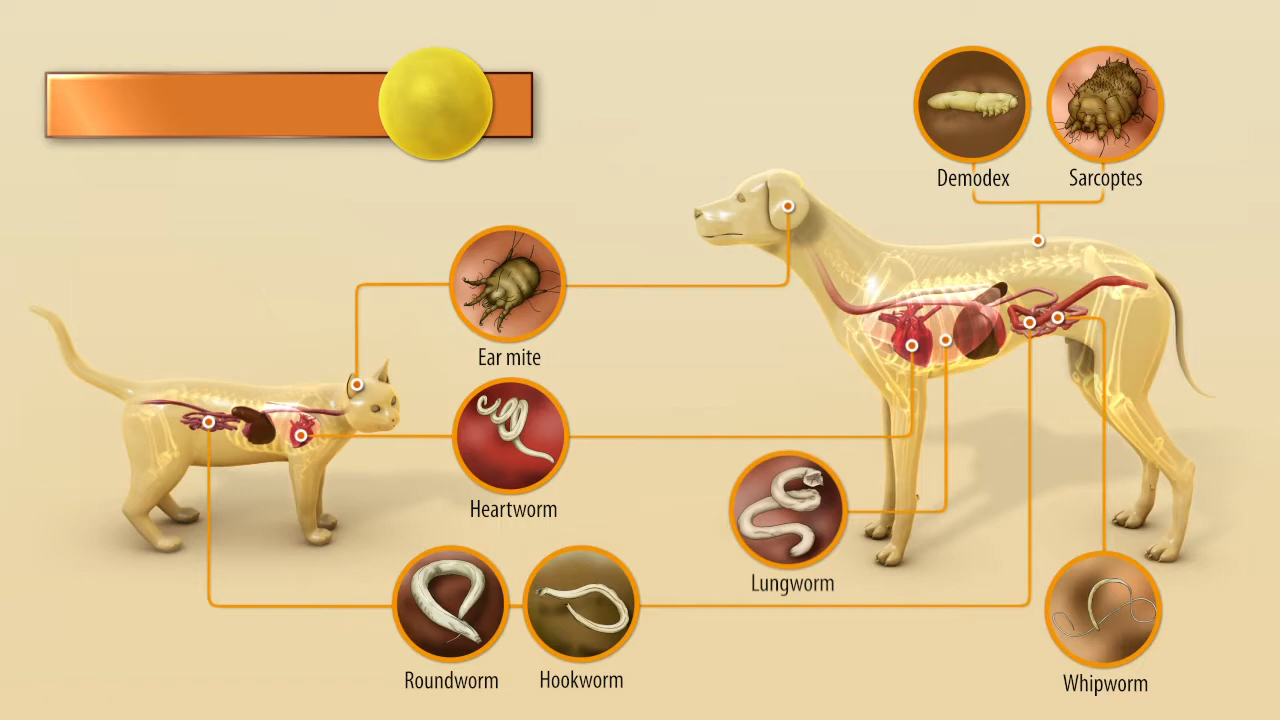 Demodex
Sarcoptes
Ear mite
Heartworm
Lungworm
Roundworm
Hookworm
Whipworm